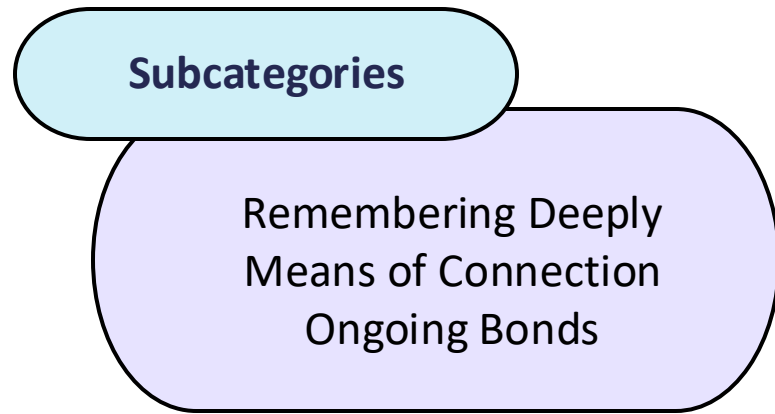 Subcategories
Remembering Deeply
Means of Connection
Ongoing Bonds